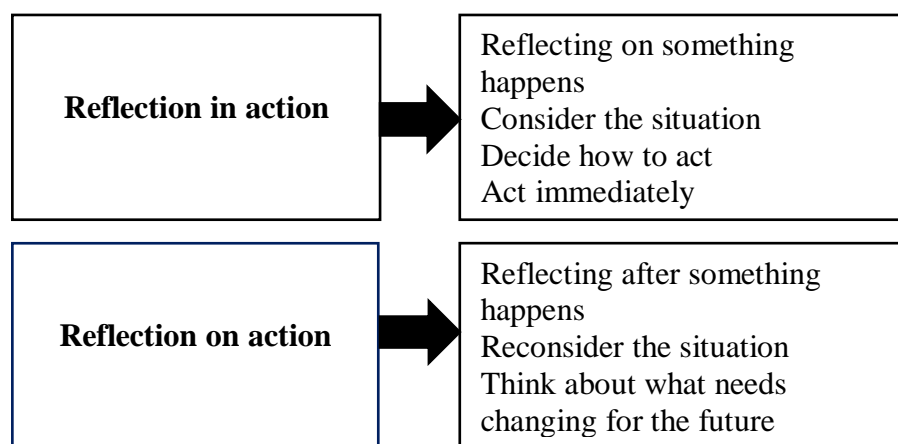 Reflection in action
Reflecting on something
happens
Consider the situation
Decide how to act
Act immediately
Reflection on action
Reflecting after something
happens
Reconsider the situation
Think about what needs
changing for the future